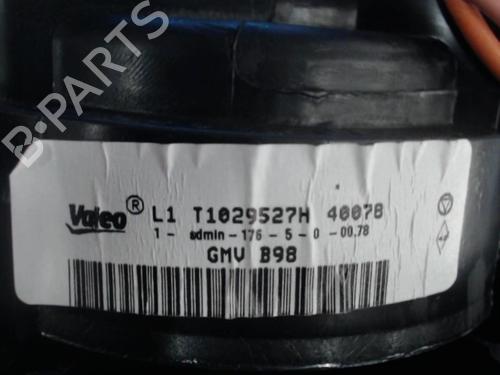 B-PARTS
Valeo® L1 T1029527H 40078
1- admin-176-5-0-00,78
GMV B98